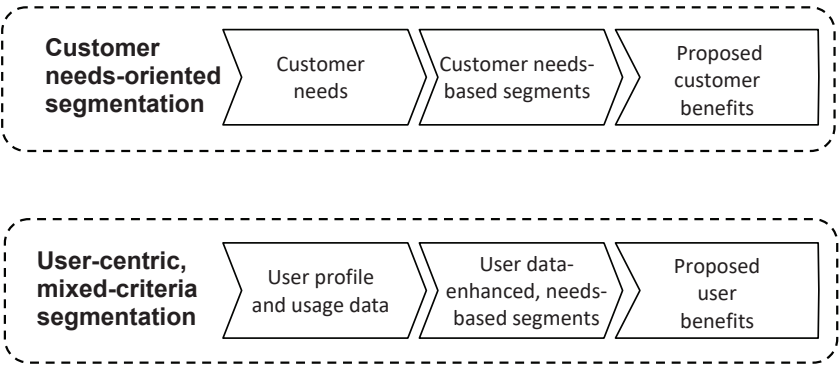 Customer
needs-oriented
segmentation
Customer
needs
Customer needs-
based segments
Proposed
customer
benefits
User-centric,
mixed-criteria
segmentation
User profile
and usage data
User data-
enhanced, needs-
based segments
Proposed
user
benefits